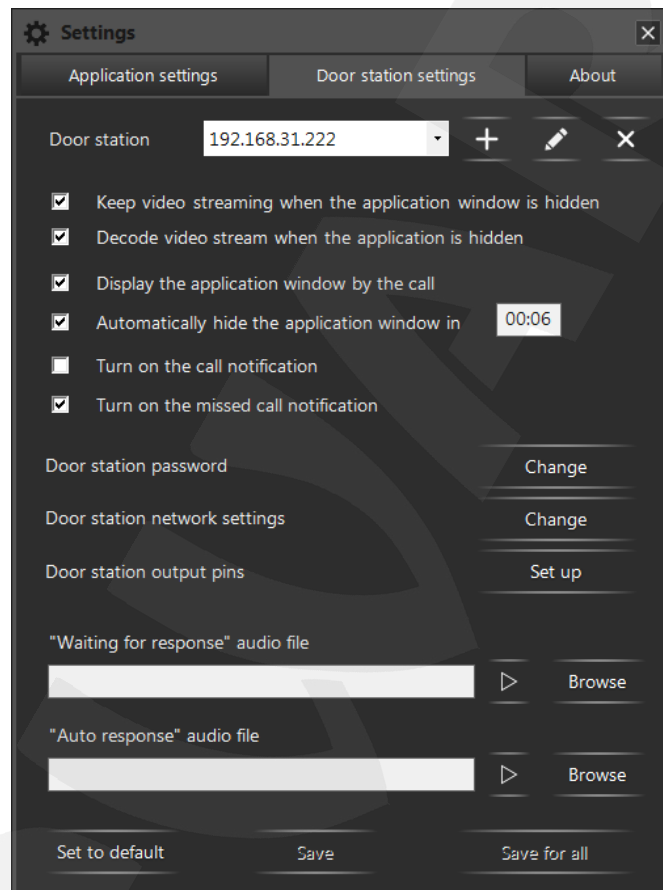 Settings
Application settings Door station settings About
Door station 192.168.31.222
Keep video streaming when the application window is hidden
Decode video stream when the application is hidden
Display the application window by the call
Automatically hide the application window in 00:06
Turn on the call notification
Turn on the missed call notification
Door station password Change
Door station network settings Change
Door station output pins Set up
"Waiting for response" audio file
Browse
"Auto response" audio file
Browse
Set to default Save Save for all